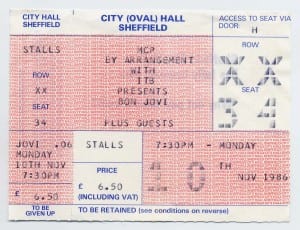 CITY HALL
SHEFFIELD
STALLS
ROW
XX
SEAT
34
JOVI .06
MONDAY
10TH NOV
7:30PM
£ 6.50
TO BE
GIVEN UP
CITY (OVAL) HALL
SHEFFIELD
MCP
BY ARRANGEMENT
WITH
ITB
PRESENTS
BON JOVI
PLUS GUESTS
STALLS
PRICE
£ 6.50
(INCLUDING VAT)
7:30PM - MONDAY
10 TH
NOV 1986
TO BE RETAINED (see conditions on reverse)
ACCESS TO SEAT VIA
DOOR: H
ROW
XX
SEAT
34